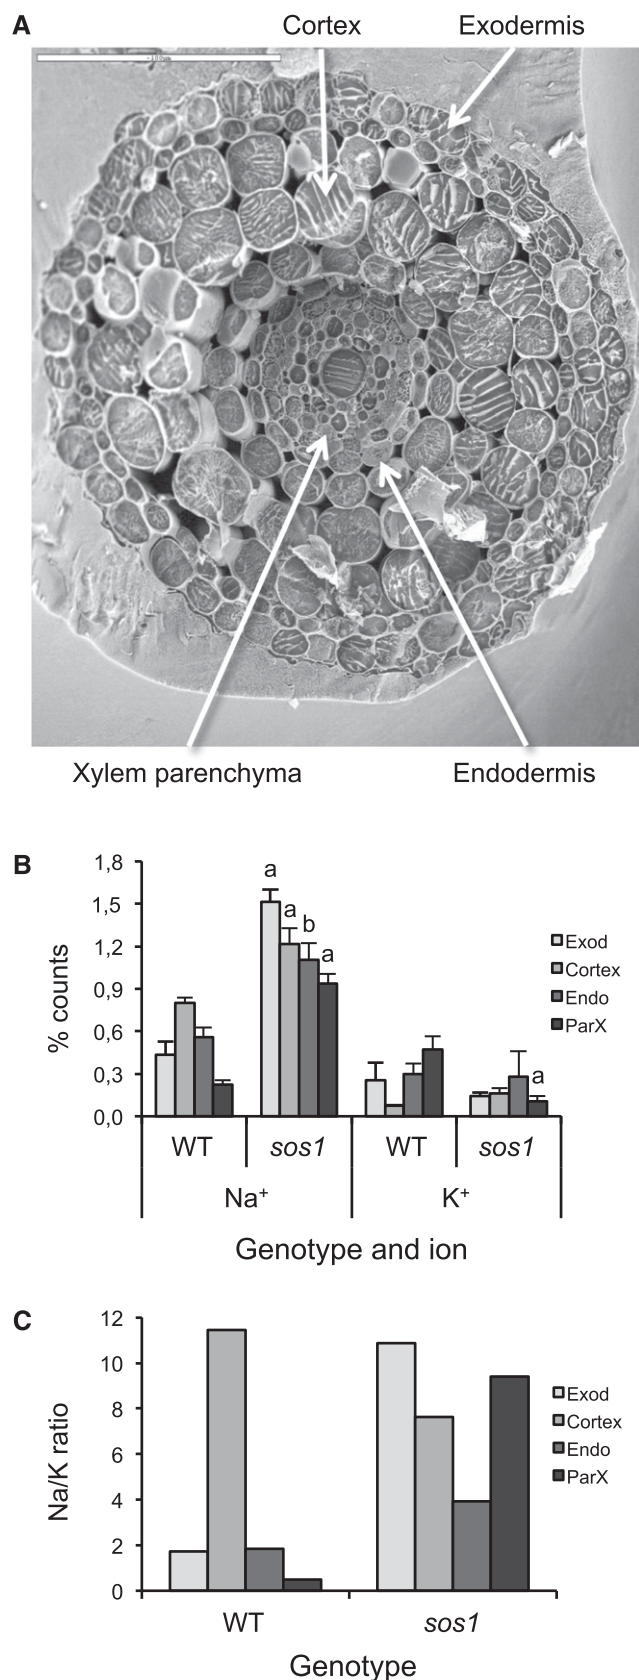 A
Cortex Exodermis
Xylem parenchyma Endodermis
B
% counts
1,8
1,5
1,2
0,9
0,6
0,3
0,0
a
a
b
a
a
Exod
Cortex
Endo
ParX
WT sos1 WT sos1
Na⁺ K⁺
Genotype and ion
C
Na/K ratio
12
10
8
6
4
2
0
Exod
Cortex
Endo
ParX
WT sos1
Genotype